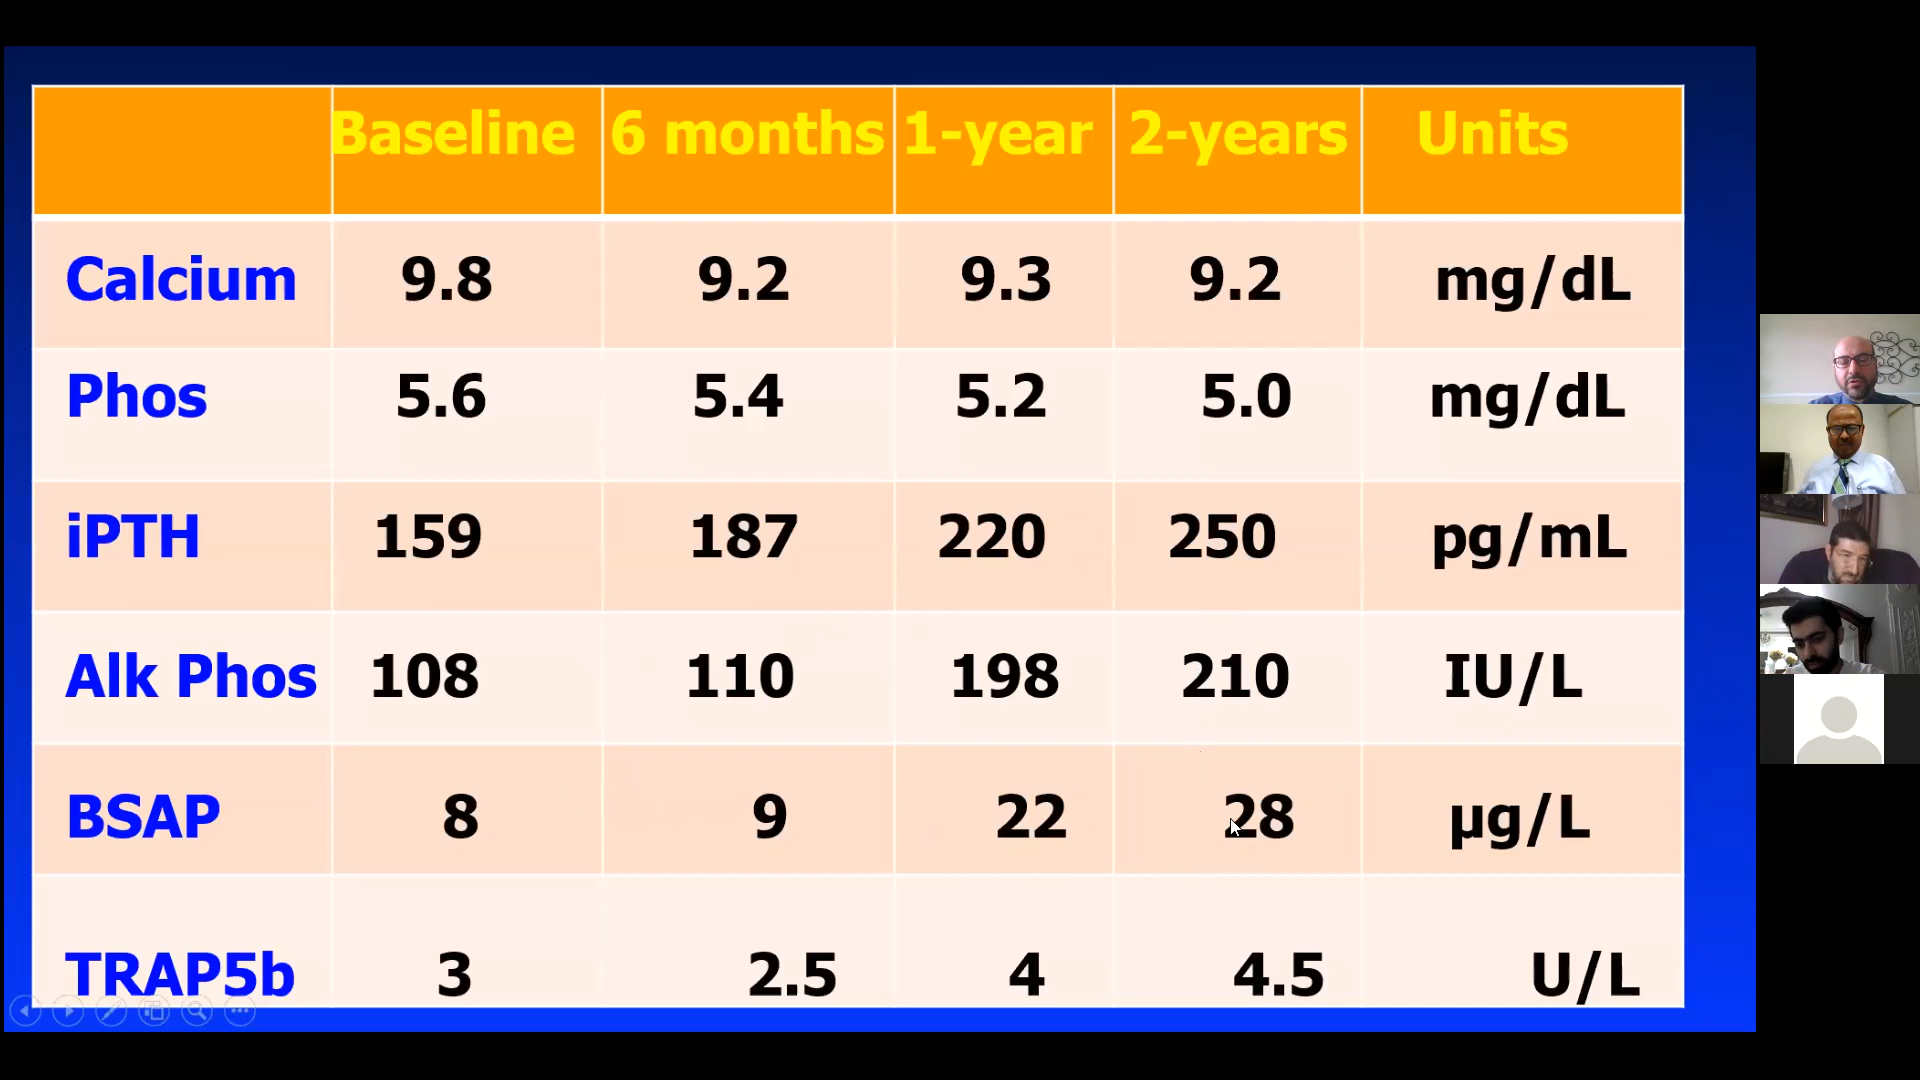 Baseline 6 months 1-year 2-years Units
Calcium 9.8 9.2 9.3 9.2 mg/dL
Phos 5.6 5.4 5.2 5.0 mg/dL
iPTH 159 187 220 250 pg/mL
Alk Phos 108 110 198 210 IU/L
BSAP 8 9 22 28 µg/L
TRAP5b 3 2.5 4 4.5 U/L